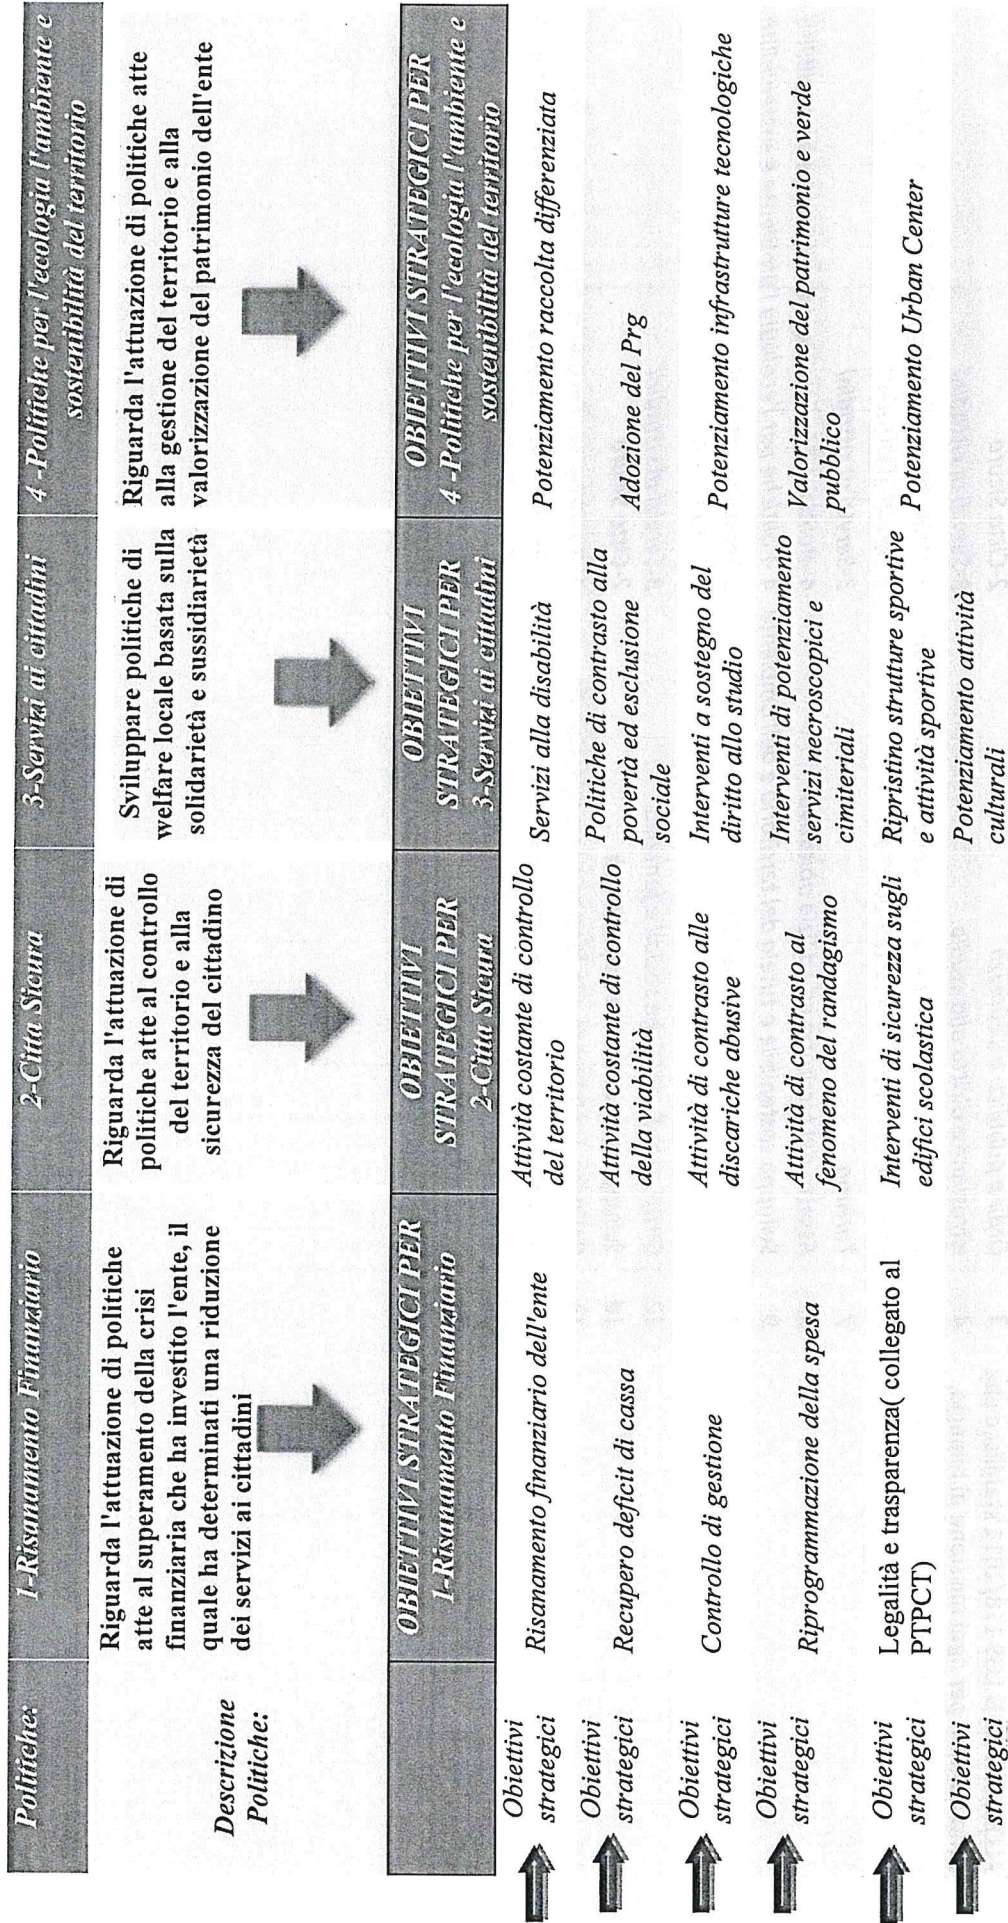 Politiche:
1-Risanamento Finanziario
2-Citta Sicura
3-Servizi ai cittadini
4 -Politiche per l'ecologia l'ambiente e
sostenibilità del territorio
Descrizione
Politiche:
Riguarda l'attuazione di politiche
atte al superamento della crisi
finanziaria che ha investito l'ente, il
quale ha determinati una riduzione
dei servizi ai cittadini
Riguarda l'attuazione di
politiche atte al controllo
del territorio e alla
sicurezza del cittadino
Sviluppare politiche di
welfare locale basata sulla
solidarietà e sussidiarietà
Riguarda l'attuazione di politiche atte
alla gestione del territorio e alla
valorizzazione del patrimonio dell'ente
OBIETTIVI STRATEGICI PER
1-Risanamento Finanziario
OBIETTIVI
STRATEGICI PER
2-Citta Sicura
OBIETTIVI
STRATEGICI PER
3-Servizi ai cittadini
OBIETTIVI STRATEGICI PER
4 -Politiche per l'ecologia l'ambiente e
sostenibilità del territorio
Obiettivi
strategici
Risanamento finanziario dell'ente
Attività costante di controllo
del territorio
Servizi alla disabilità
Potenziamento raccolta differenziata
Obiettivi
strategici
Recupero deficit di cassa
Attività costante di controllo
della viabilità
Politiche di contrasto alla
povertà ed esclusione
sociale
Adozione del Prg
Obiettivi
strategici
Controllo di gestione
Attività di contrasto alle
discariche abusive
Interventi a sostegno del
diritto allo studio
Potenziamento infrastrutture tecnologiche
Obiettivi
strategici
Riprogrammazione della spesa
Attività di contrasto al
fenomeno del randagismo
Interventi di potenziamento
servizi necroscopici e
cimiteriali
Valorizzazione del patrimonio e verde
pubblico
Obiettivi
strategici
Legalità e trasparenza( collegato al
PTPCT)
Interventi di sicurezza sugli
edifici scolastica
Ripristino strutture sportive
e attività sportive
Potenziamento Urban Center
Obiettivi
strategici
Potenziamento attività
culturali